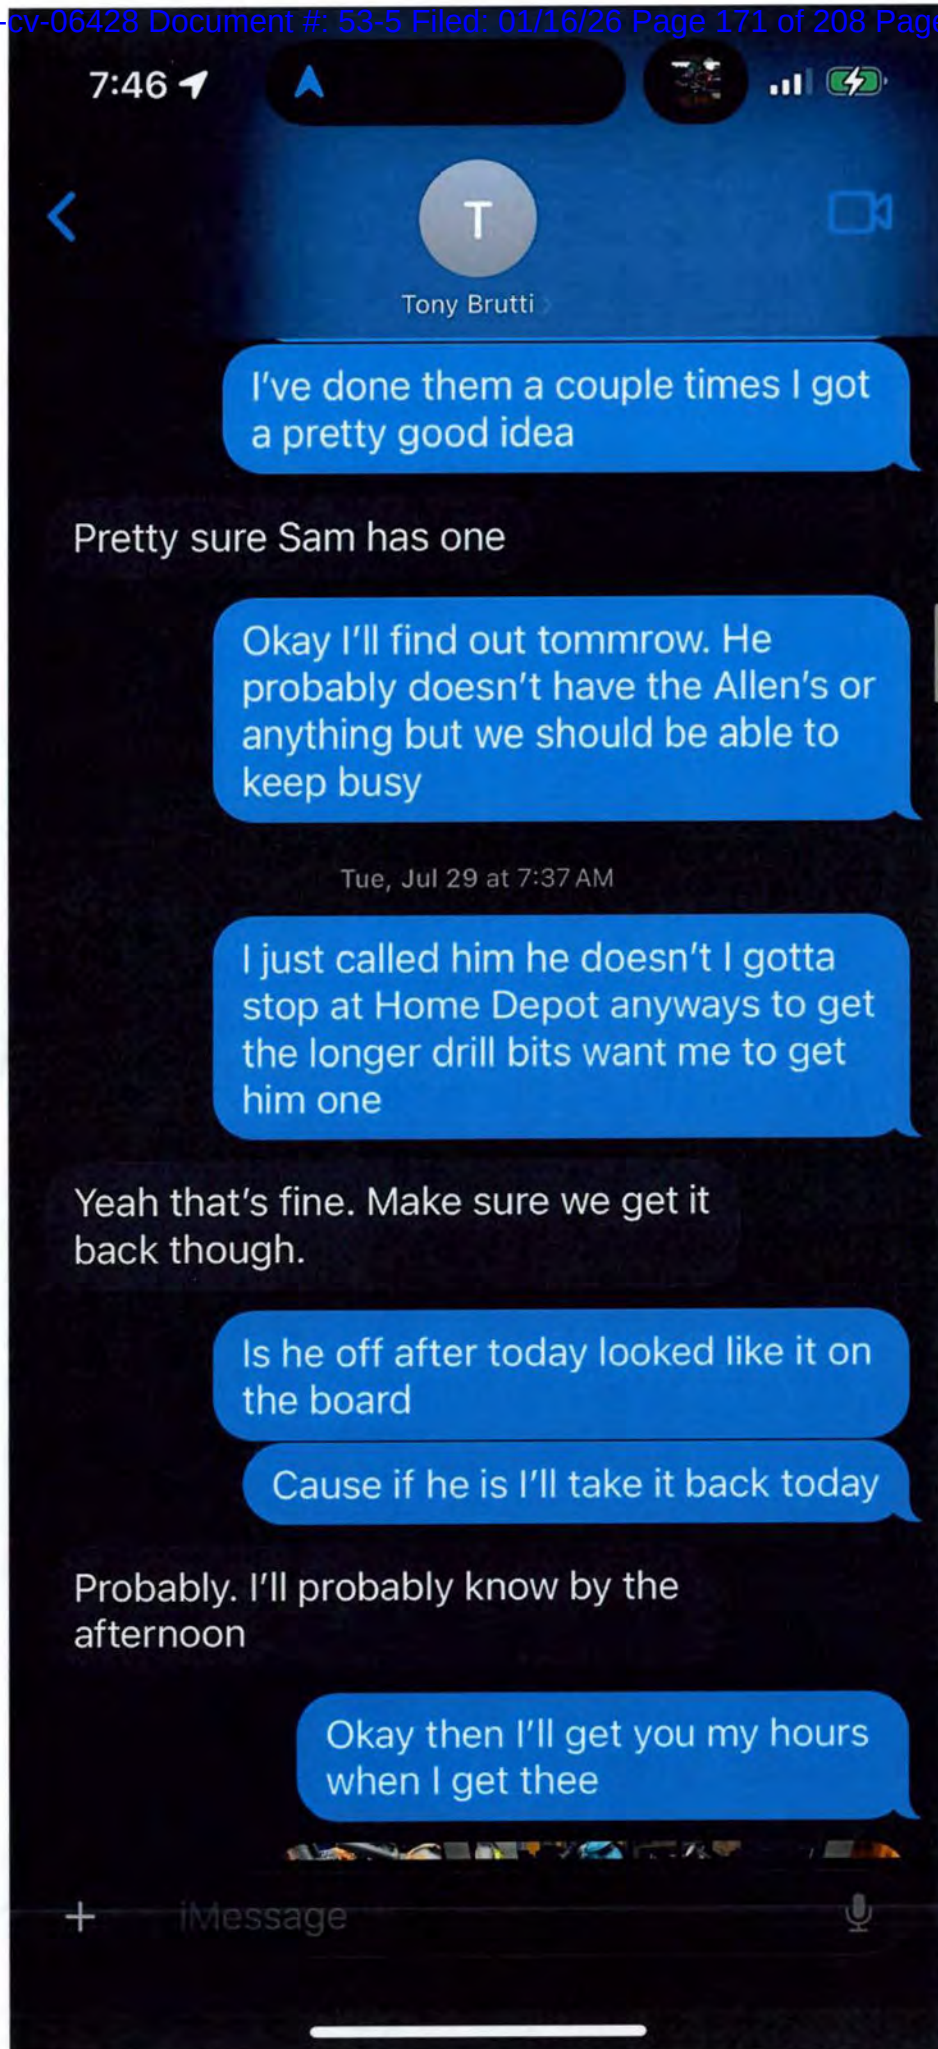 -cv-06428 Document #: 53-5 Filed: 01/16/26 Page 171 of 208 Page
7:46
T
Tony Brutti
I've done them a couple times I got
a pretty good idea
Pretty sure Sam has one
Okay I'll find out tommrow. He
probably doesn't have the Allen's or
anything but we should be able to
keep busy
Tue, Jul 29 at 7:37 AM
I just called him he doesn't I gotta
stop at Home Depot anyways to get
the longer drill bits want me to get
him one
Yeah that's fine. Make sure we get it
back though.
Is he off after today looked like it on
the board
Cause if he is I'll take it back today
Probably. I'll probably know by the
afternoon
Okay then I'll get you my hours
when I get thee
iMessage